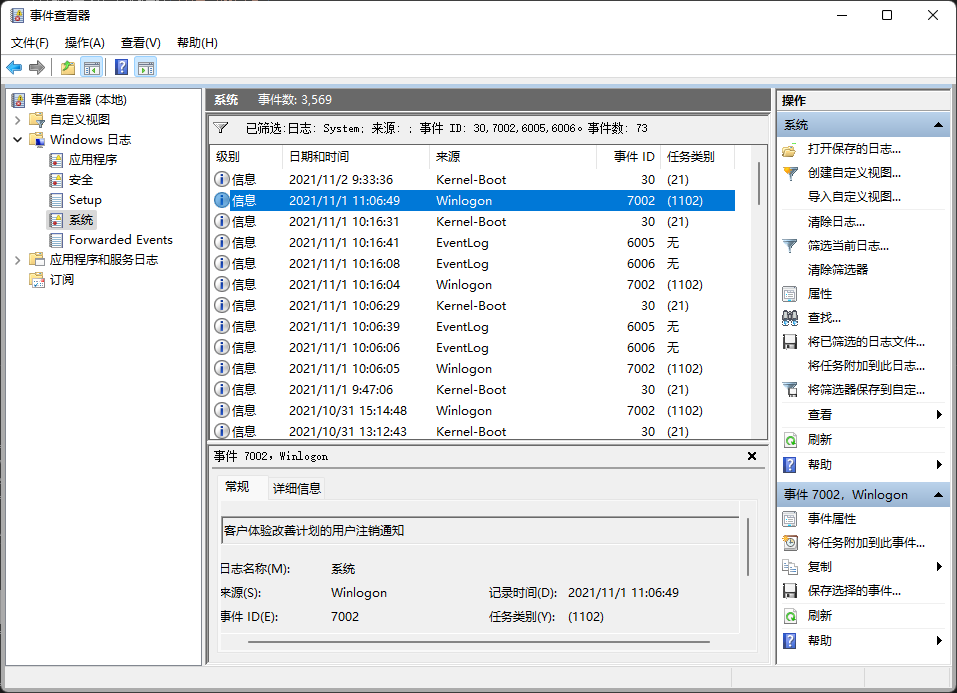 事件查看器
文件(F) 操作(A) 查看(V) 帮助(H)
事件查看器 (本地)
自定义视图
Windows 日志
应用程序
安全
Setup
系统
Forwarded Events
应用程序和服务日志
订阅
系统 事件数: 3,569
已筛选:日志: System; 来源: ; 事件 ID: 30,7002,6005,6006。事件数: 73
级别 日期和时间 来源 事件 ID 任务类别
信息 2021/11/2 9:33:36 Kernel-Boot 30 (21)
信息 2021/11/1 11:06:49 Winlogon 7002 (1102)
信息 2021/11/1 10:16:31 Kernel-Boot 30 (21)
信息 2021/11/1 10:16:41 EventLog 6005 无
信息 2021/11/1 10:16:08 EventLog 6006 无
信息 2021/11/1 10:16:04 Winlogon 7002 (1102)
信息 2021/11/1 10:06:29 Kernel-Boot 30 (21)
信息 2021/11/1 10:06:39 EventLog 6005 无
信息 2021/11/1 10:06:06 EventLog 6006 无
信息 2021/11/1 10:06:05 Winlogon 7002 (1102)
信息 2021/11/1 9:47:06 Kernel-Boot 30 (21)
信息 2021/10/31 15:14:48 Winlogon 7002 (1102)
信息 2021/10/31 13:12:43 Kernel-Boot 30 (21)
事件 7002，Winlogon
常规 详细信息
客户体验改善计划的用户注销通知
日志名称(M): 系统
来源(S): Winlogon 记录时间(D): 2021/11/1 11:06:49
事件 ID(E): 7002 任务类别(Y): (1102)
操作
系统
打开保存的日志...
创建自定义视图...
导入自定义视图...
清除日志...
筛选当前日志...
清除筛选器
属性
查找...
将已筛选的日志文件...
将任务附加到此日志...
将筛选器保存到自定...
查看
刷新
帮助
事件 7002，Winlogon
事件属性
将任务附加到此事件...
复制
保存选择的事件...
刷新
帮助